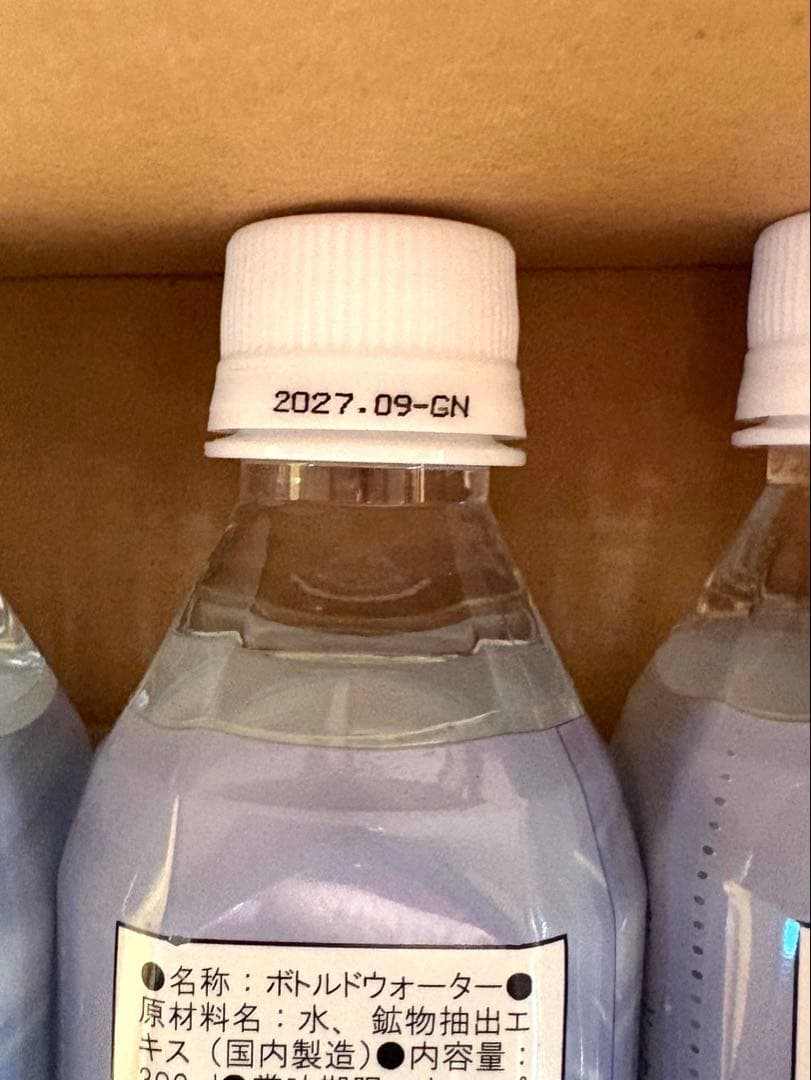 2027.09-GN
●名称：ボトルドウォーター●
原材料名：水、鉱物抽出エ
キス（国内製造）●内容量：